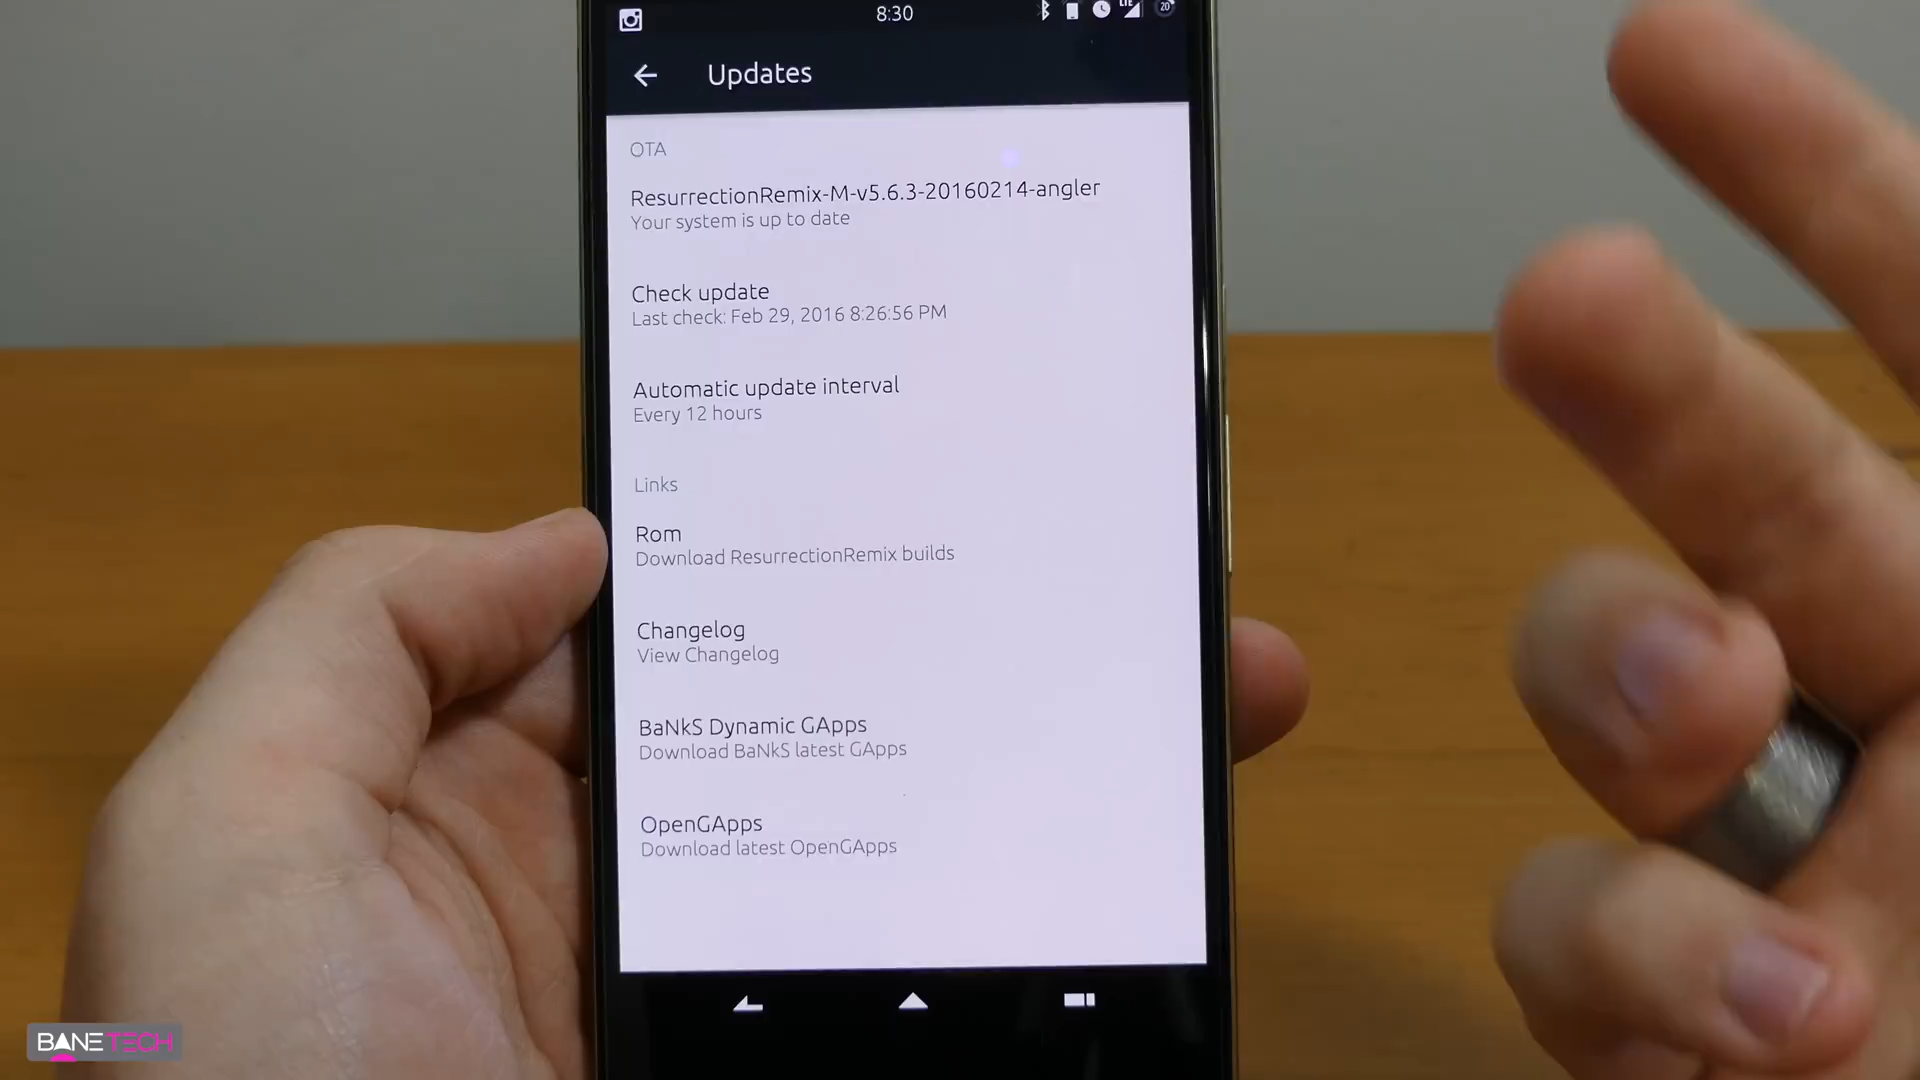 8:30
LTE
20
Updates
OTA
ResurrectionRemix-M-v5.6.3-20160214-angler
Your system is up to date
Check update
Last check: Feb 29, 2016 8:26:56 PM
Automatic update interval
Every 12 hours
Links
Rom
Download ResurrectionRemix builds
Changelog
View Changelog
BaNkS Dynamic GApps
Download BaNkS latest GApps
OpenGApps
Download latest OpenGApps
BANETECH